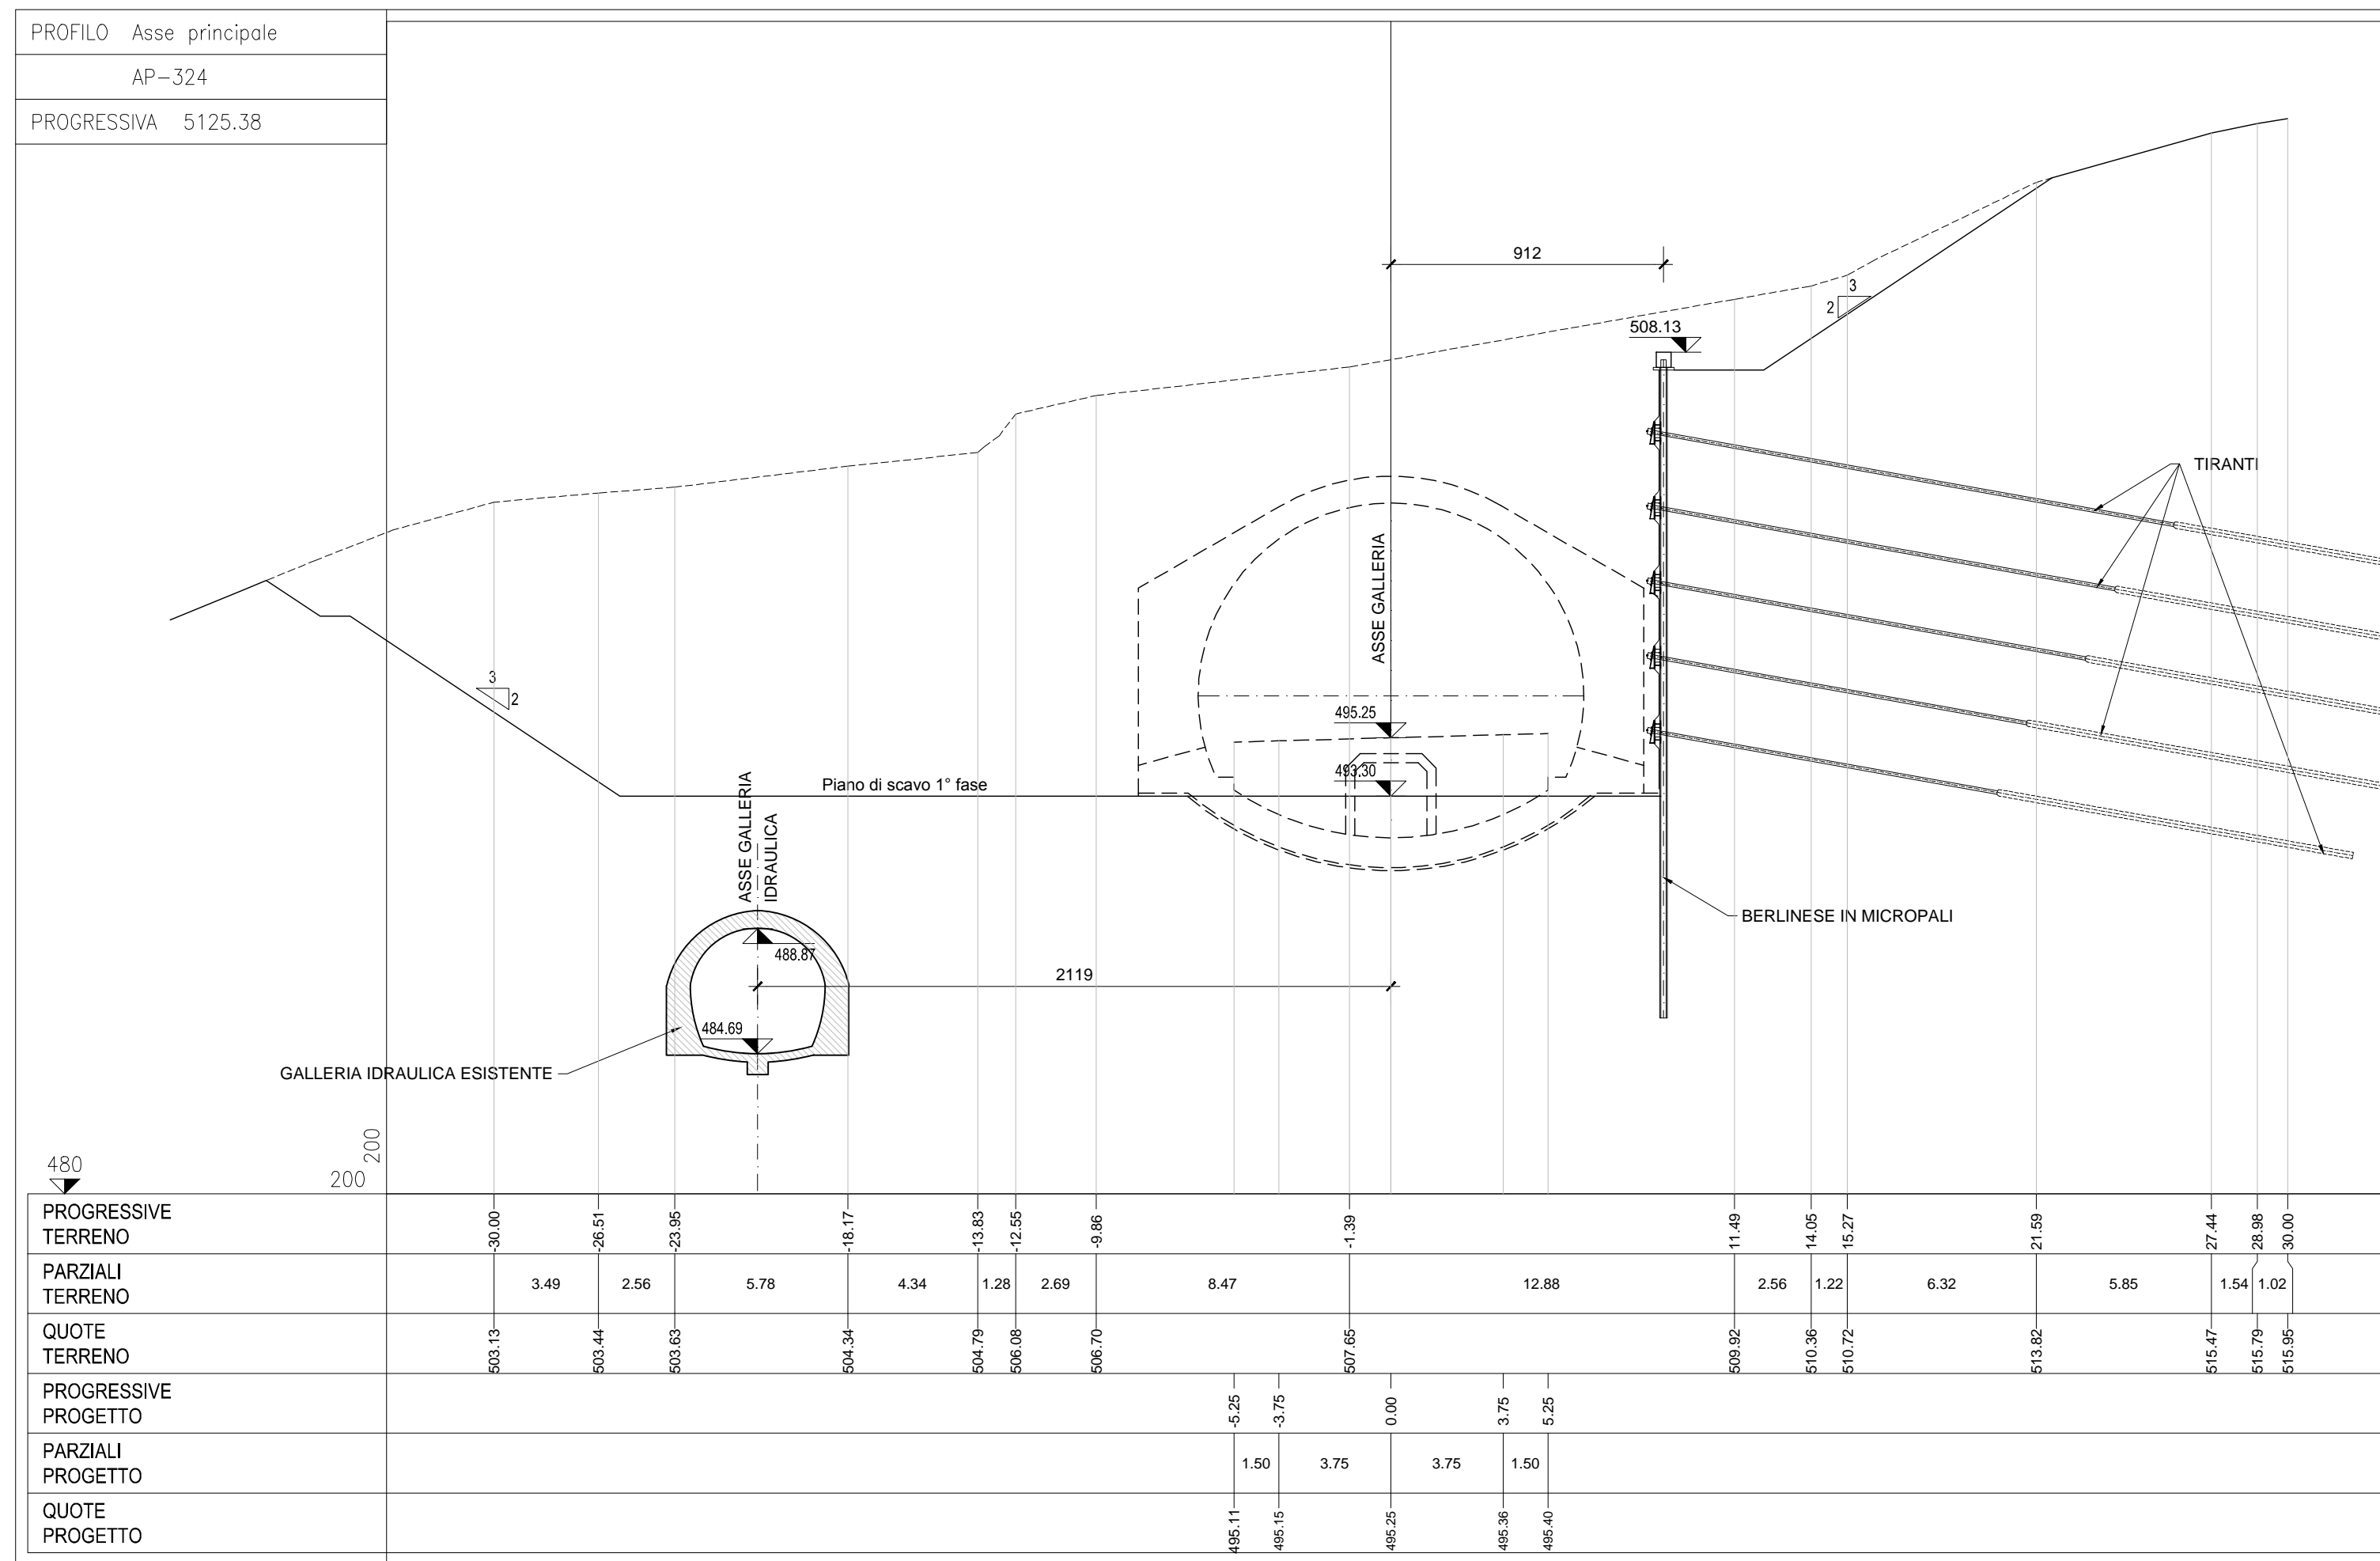 PROFILO Asse principale
AP-324
PROGRESSIVA 5125.38
912
3
2
508.13
TIRANTI
ASSE GALLERIA
3
2
495.25
493.30
Piano di scavo 1° fase
ASSE GALLERIA
IDRAULICA
BERLINESE IN MICROPALI
488.87
2119
484.69
GALLERIA IDRAULICA ESISTENTE
200
480
200
PROGRESSIVE
TERRENO
-30.00 -26.51 -23.95 -18.17 -13.83 -12.55 -9.86 -1.39 11.49 14.05 15.27 21.59 27.44 28.98 30.00
PARZIALI
TERRENO
3.49 2.56 5.78 4.34 1.28 2.69 8.47 12.88 2.56 1.22 6.32 5.85 1.54 1.02
QUOTE
TERRENO
503.13 503.44 503.63 504.34 504.79 506.08 506.70 507.65 509.92 510.36 510.72 513.82 515.47 515.79 515.95
PROGRESSIVE
PROGETTO
-5.25 -3.75 0.00 3.75 5.25
PARZIALI
PROGETTO
1.50 3.75 3.75 1.50
QUOTE
PROGETTO
495.11 495.15 495.25 495.36 495.40